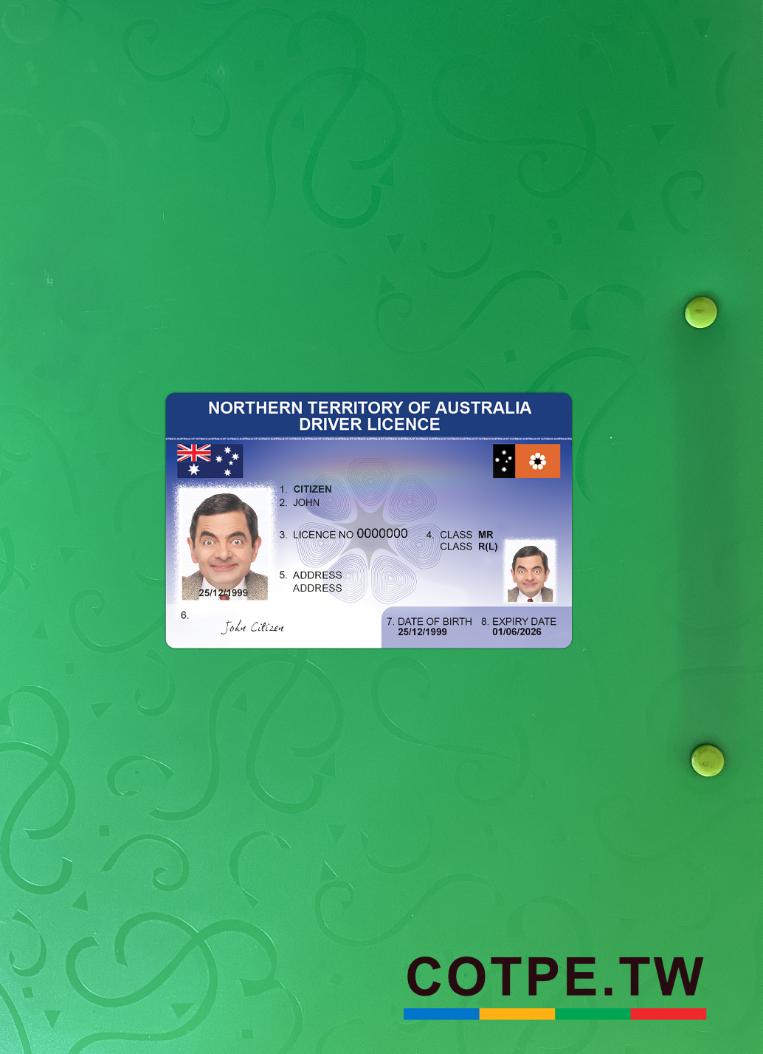 NORTHERN TERRITORY OF AUSTRALIA
DRIVER LICENCE
1. CITIZEN
2. JOHN
3. LICENCE NO 0000000
4. CLASS MR
CLASS R(L)
5. ADDRESS
ADDRESS
25/12/1999
6.
John Citizen
7. DATE OF BIRTH
25/12/1999
8. EXPIRY DATE
01/06/2026
COTPE.TW